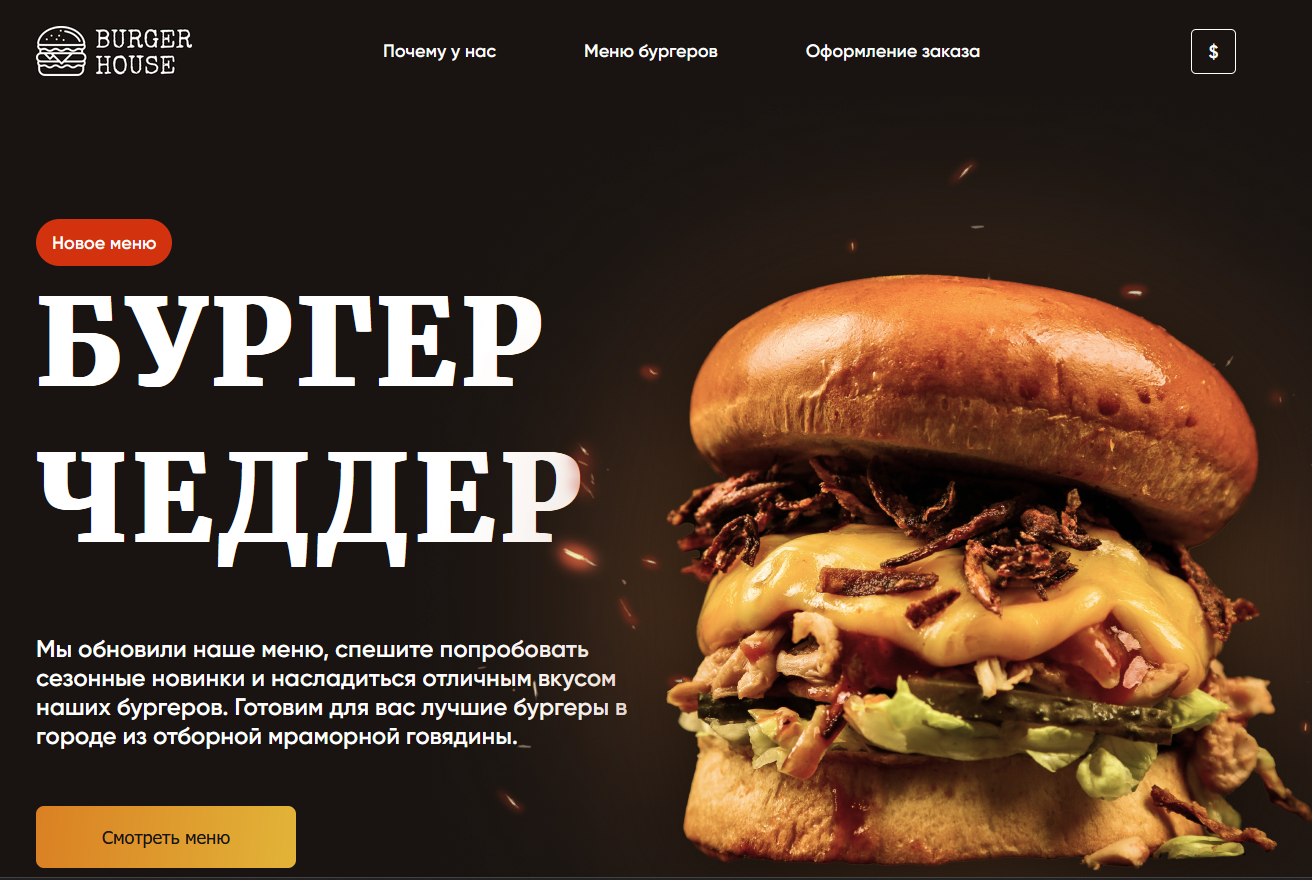 BURGER
HOUSE
Почему у нас
Меню бургеров
Оформление заказа
$
Новое меню
БУРГЕР
ЧЕДДЕР
Мы обновили наше меню, спешите попробовать
сезонные новинки и насладиться отличным вкусом
наших бургеров. Готовим для вас лучшие бургеры в
городе из отборной мраморной говядины.
Смотреть меню